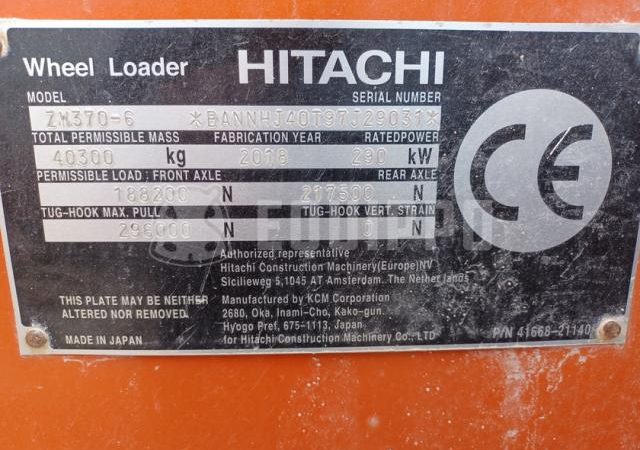 Wheel Loader HITACHI
MODEL SERIAL NUMBER
ZW370-6 *BANNHJ40T97J29031*
TOTAL PERMISSIBLE MASS FABRICATION YEAR RATEDPOWER
40300 kg 2018 290 kW
PERMISSIBLE LOAD : FRONT AXLE REAR AXLE
188200 N 217500 N
TUG-HOOK MAX. PULL TUG-HOOK VERT. STRAIN
296000 N 0 N
EQUIPPO
CE
Authorized representative
Hitachi Construction Machinery(Europe)NV
Sicilieweg 5,1045 AT Amsterdam. The Netherlands
THIS PLATE MAY BE NEITHER
ALTERED NOR REMOVED.
Manufactured by KCM Corporation
2680, Oka, Inami-Cho, Kako-gun.
Hyogo Pref, 675-1113, Japan
for Hitachi Construction Machinery Co., LTD
MADE IN JAPAN
P/N 41668-21140